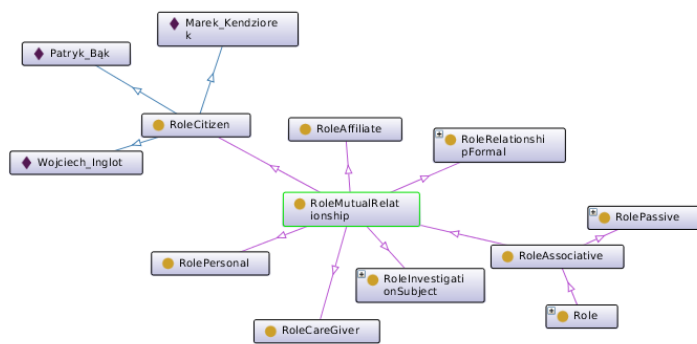 Marek_Kendziore
k
Patryk_Bąk
RoleCitizen
RoleAffiliate
RoleRelationshi
pFormal
Wojciech_Inglot
RoleMutualRelat
ionship
RolePassive
RolePersonal
RoleAssociative
RoleInvestigati
onSubject
Role
RoleCareGiver